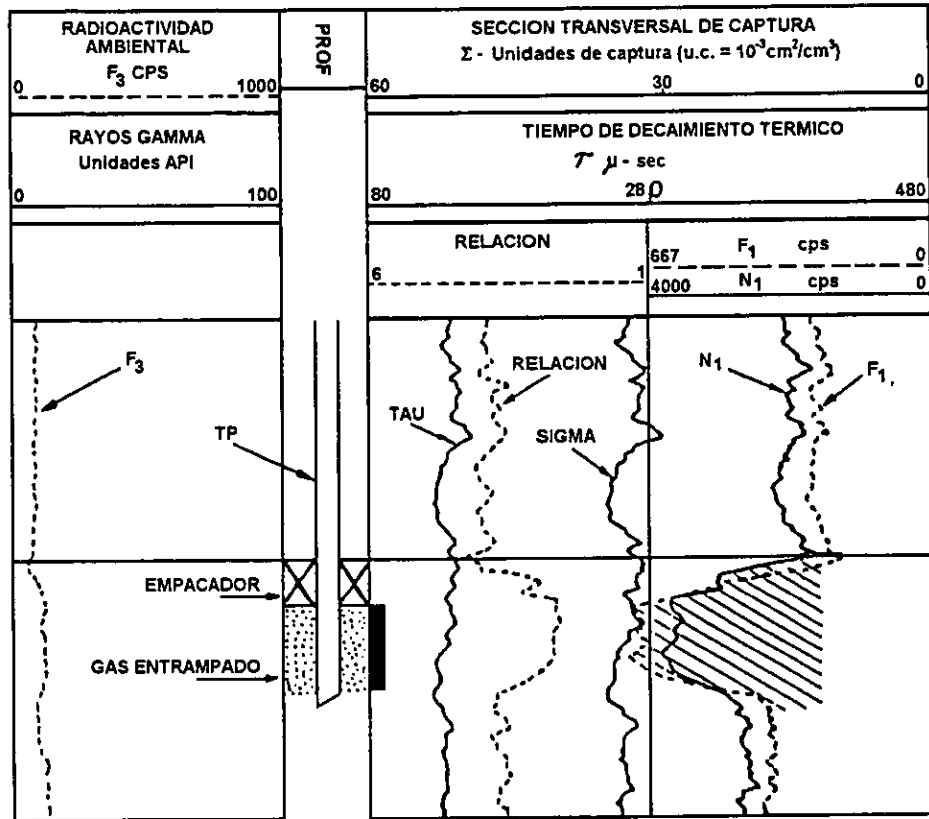 RADIOACTIVIDAD
AMBIENTAL
F₃ CPS
0 1000
PROF
SECCION TRANSVERSAL DE CAPTURA
Σ - Unidades de captura (u.c. = 10⁻³cm²/cm³)
60 30 0
RAYOS GAMMA
Unidades API
0 100
TIEMPO DE DECAIMIENTO TERMICO
τ μ - sec
80 280 480
RELACION
6 1
667 F₁ cps 0
4000 N₁ cps 0
F₃
TP
RELACION
TAU
SIGMA
N₁
F₁,
EMPACADOR
GAS ENTRAMPADO